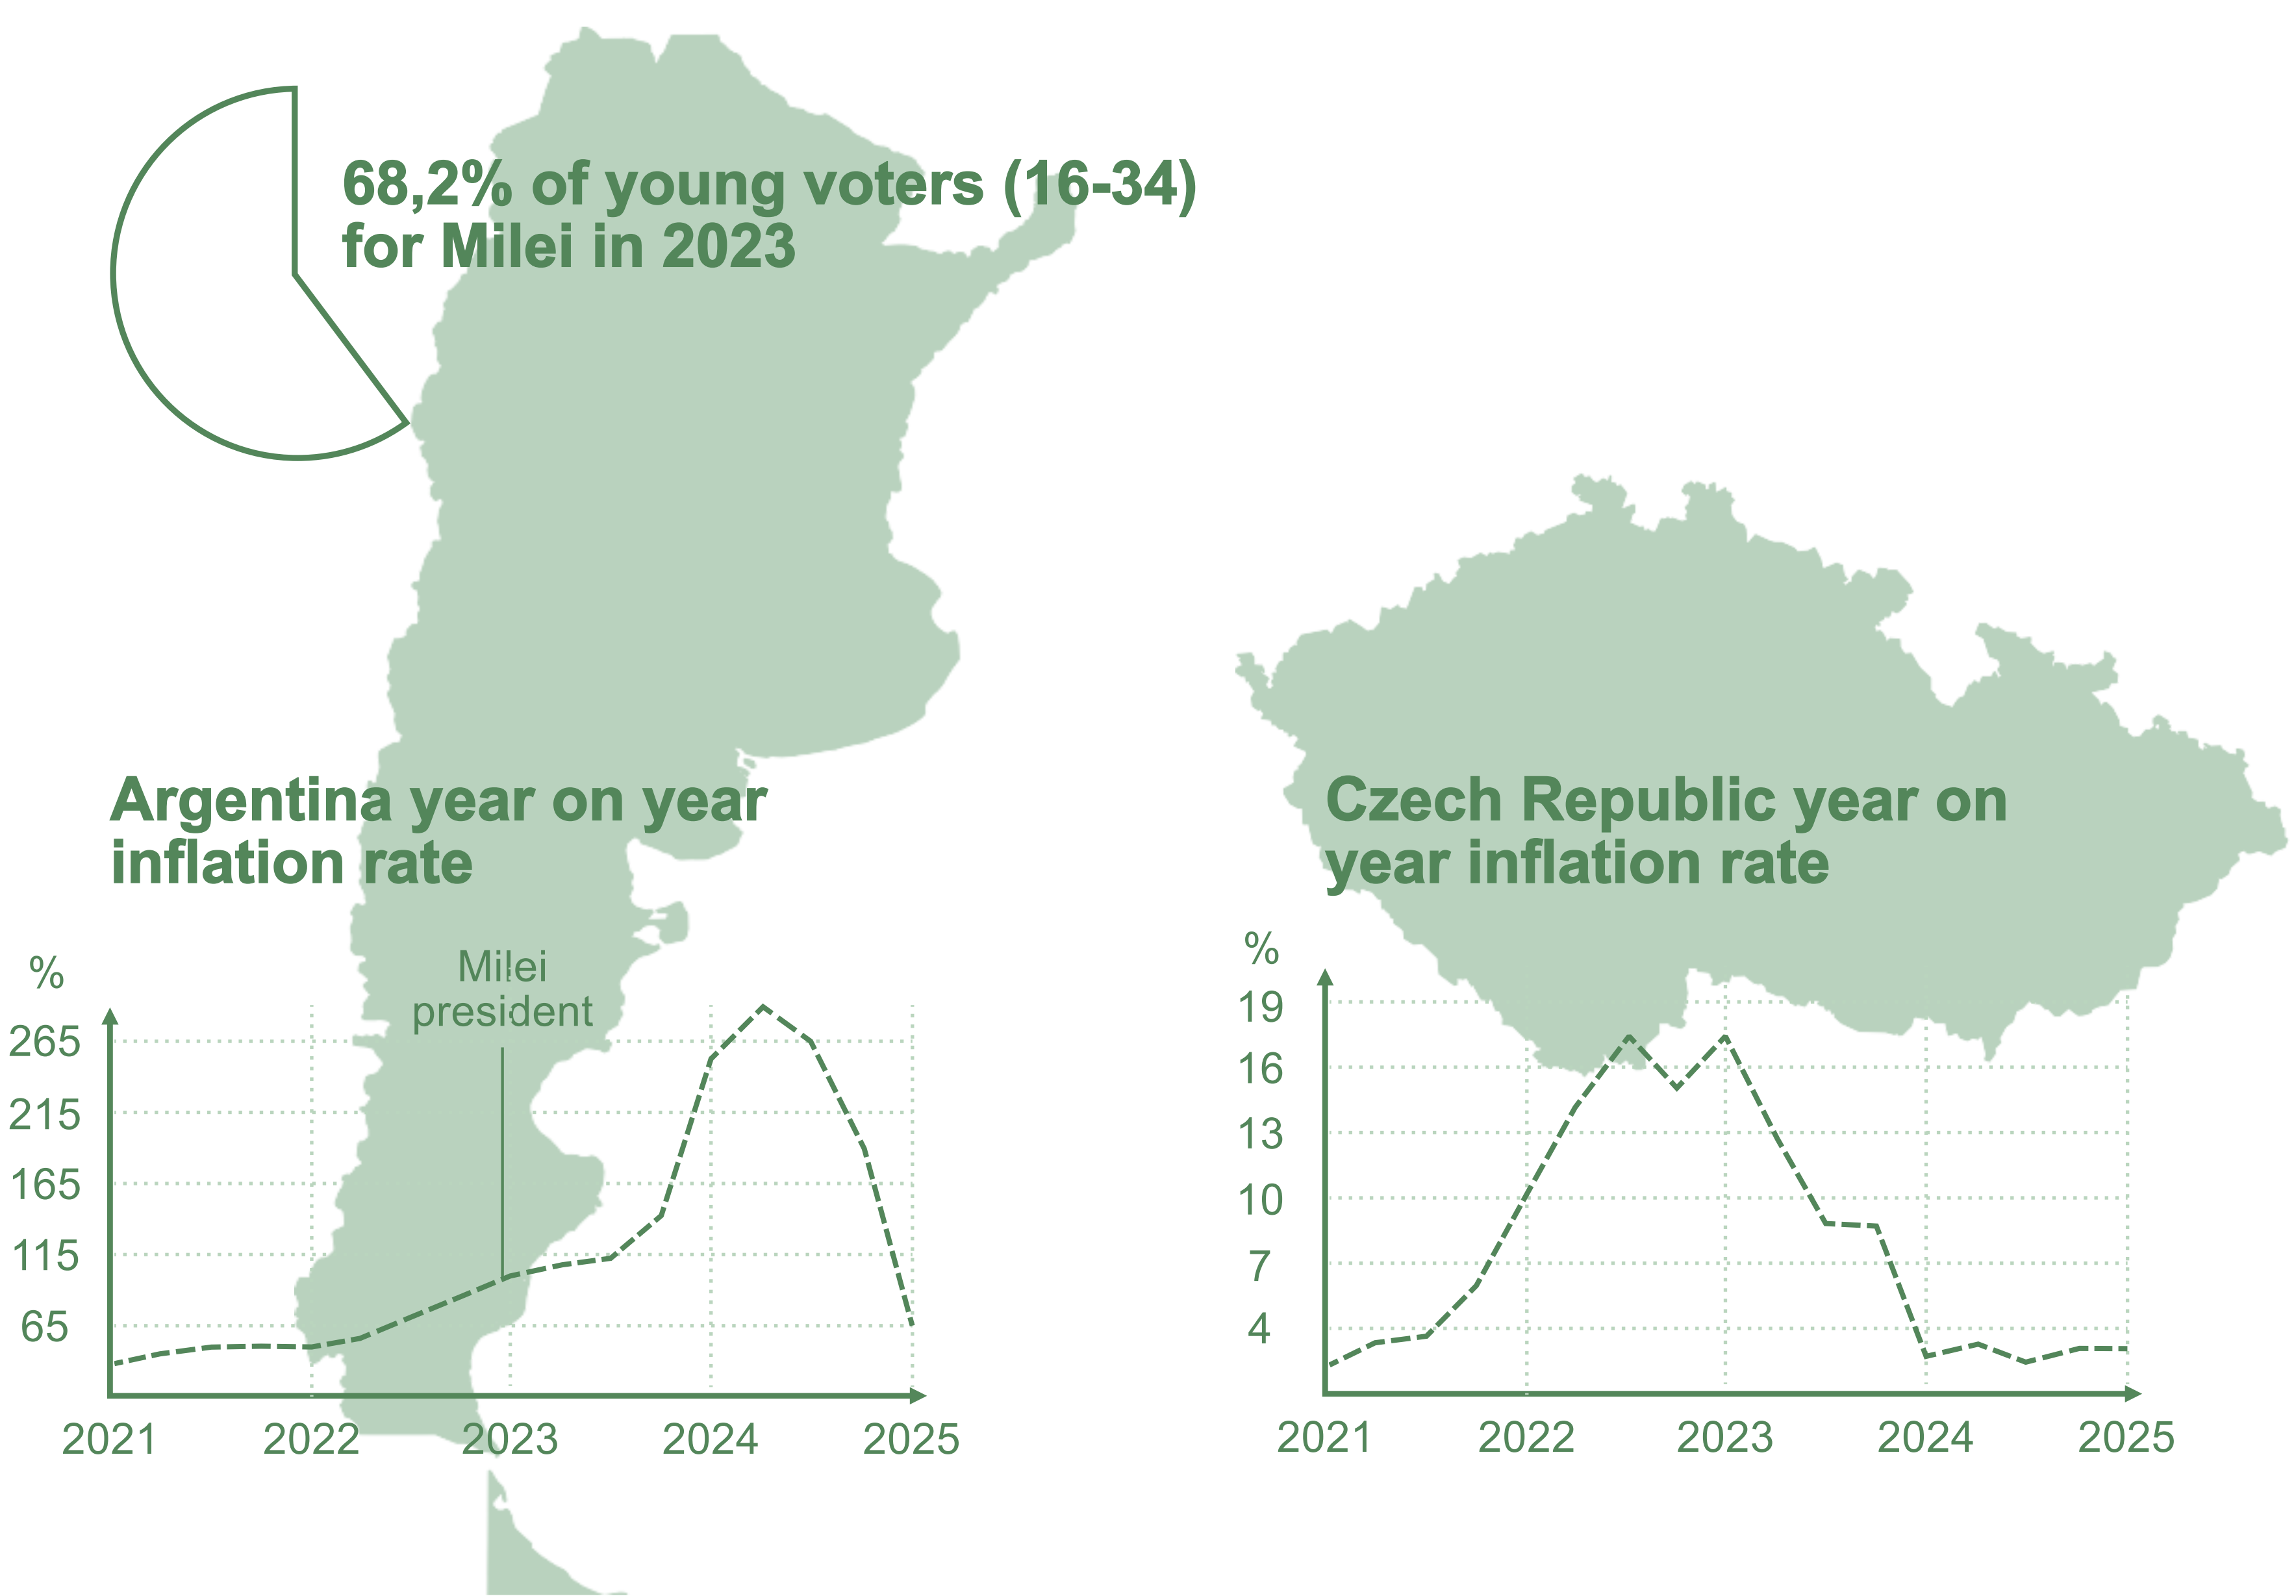 68,2% of young voters (16-34)
for Milei in 2023
Argentina year on year
inflation rate
%
Milei
president
265
215
165
115
65
2021 2022 2023 2024 2025
Czech Republic year on
year inflation rate
%
19
16
13
10
7
4
2021 2022 2023 2024 2025